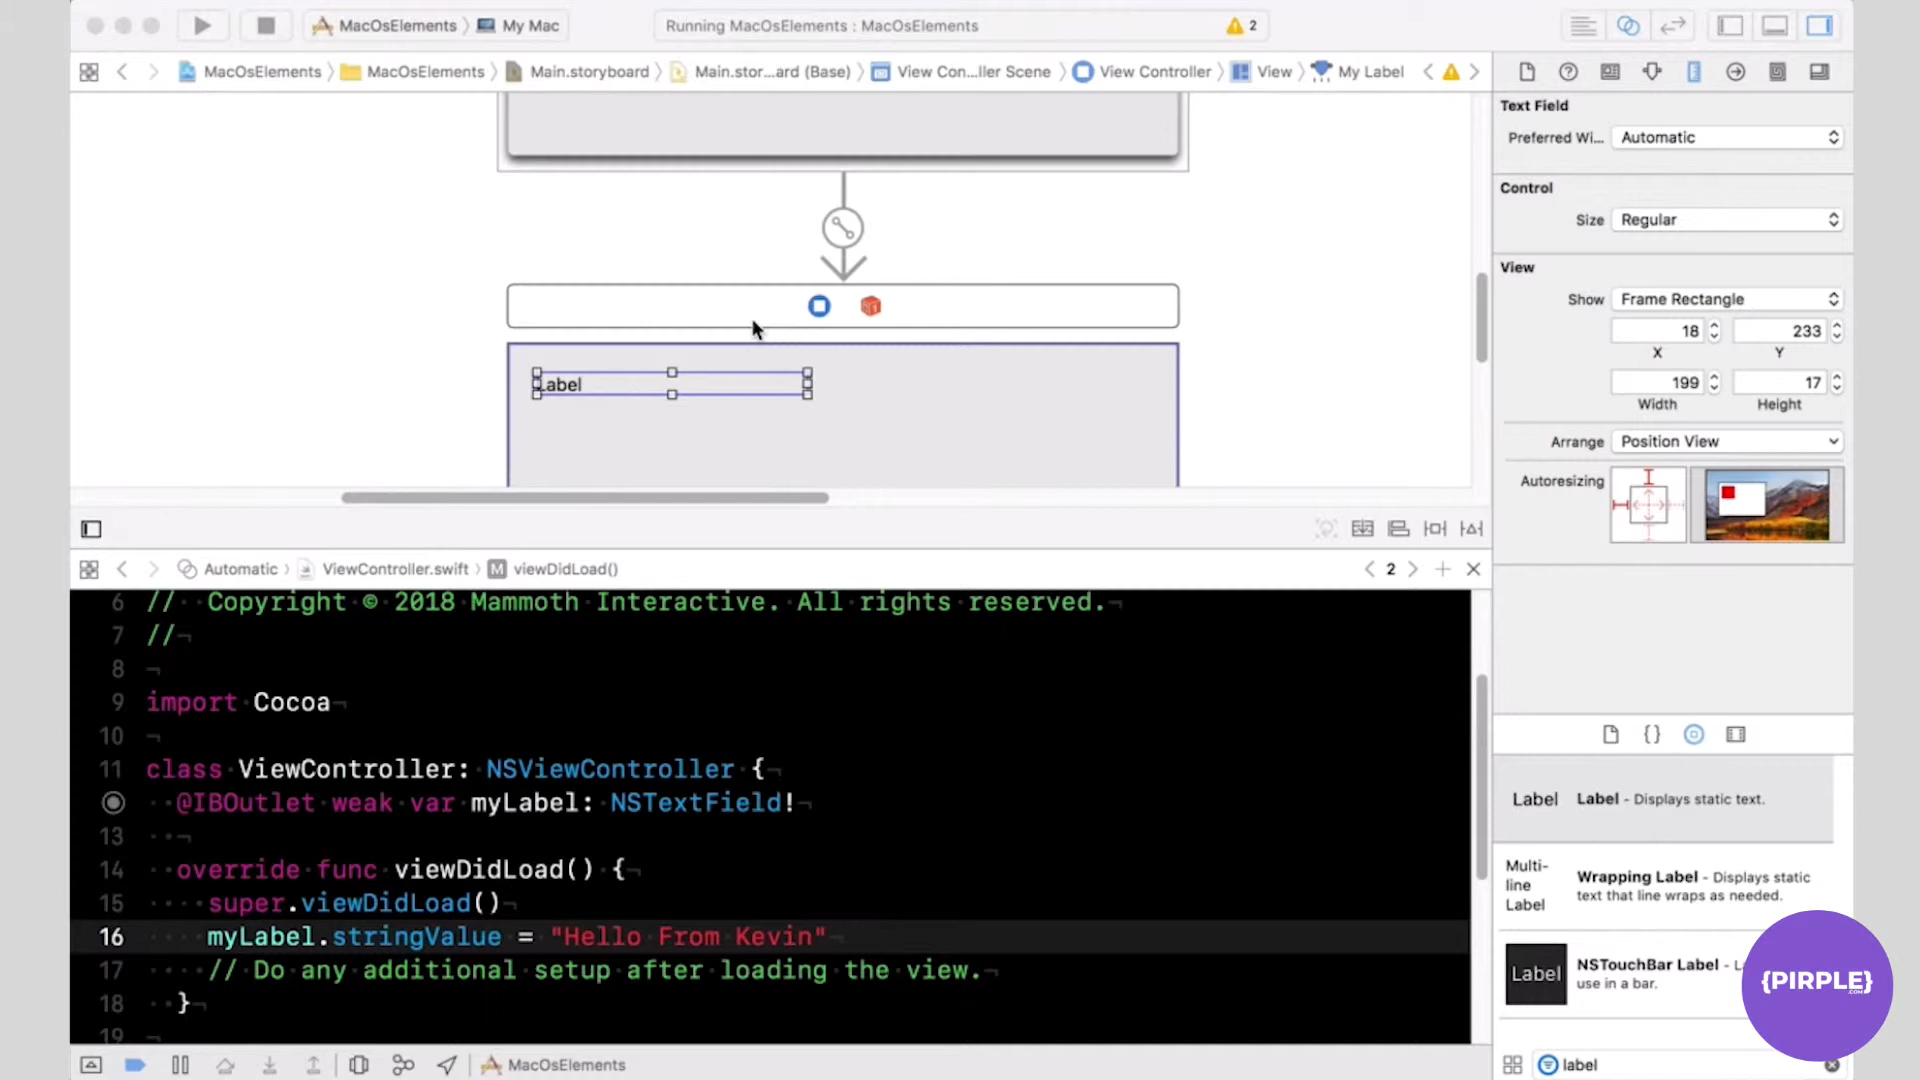 MacOsElements 〉 My Mac
Running MacOsElements : MacOsElements
2
MacOsElements 〉 MacOsElements 〉 Main.storyboard 〉 Main.stor...ard (Base) 〉 View Con...ller Scene 〉 View Controller 〉 View 〉 My Label
Text Field
Preferred Wi... Automatic
Control
Size Regular
View
Show Frame Rectangle
18 233
X Y
199 17
Width Height
Arrange Position View
Autoresizing
Label
Automatic 〉 ViewController.swift 〉 M viewDidLoad()
2
6 // Copyright © 2018 Mammoth Interactive. All rights reserved.
7 //
8
9 import Cocoa
10
11 class ViewController: NSViewController {
@IBOutlet weak var myLabel: NSTextField!
13
14 override func viewDidLoad() {
15 super.viewDidLoad()
16 myLabel.stringValue = "Hello From Kevin"
17 // Do any additional setup after loading the view.
18 }
19
{}
Label Label - Displays static text.
Multi-line Label
Wrapping Label - Displays static
text that line wraps as needed.
Label NSTouchBar Label -
use in a bar.
{PIRPLE}
.COM
MacOsElements
label